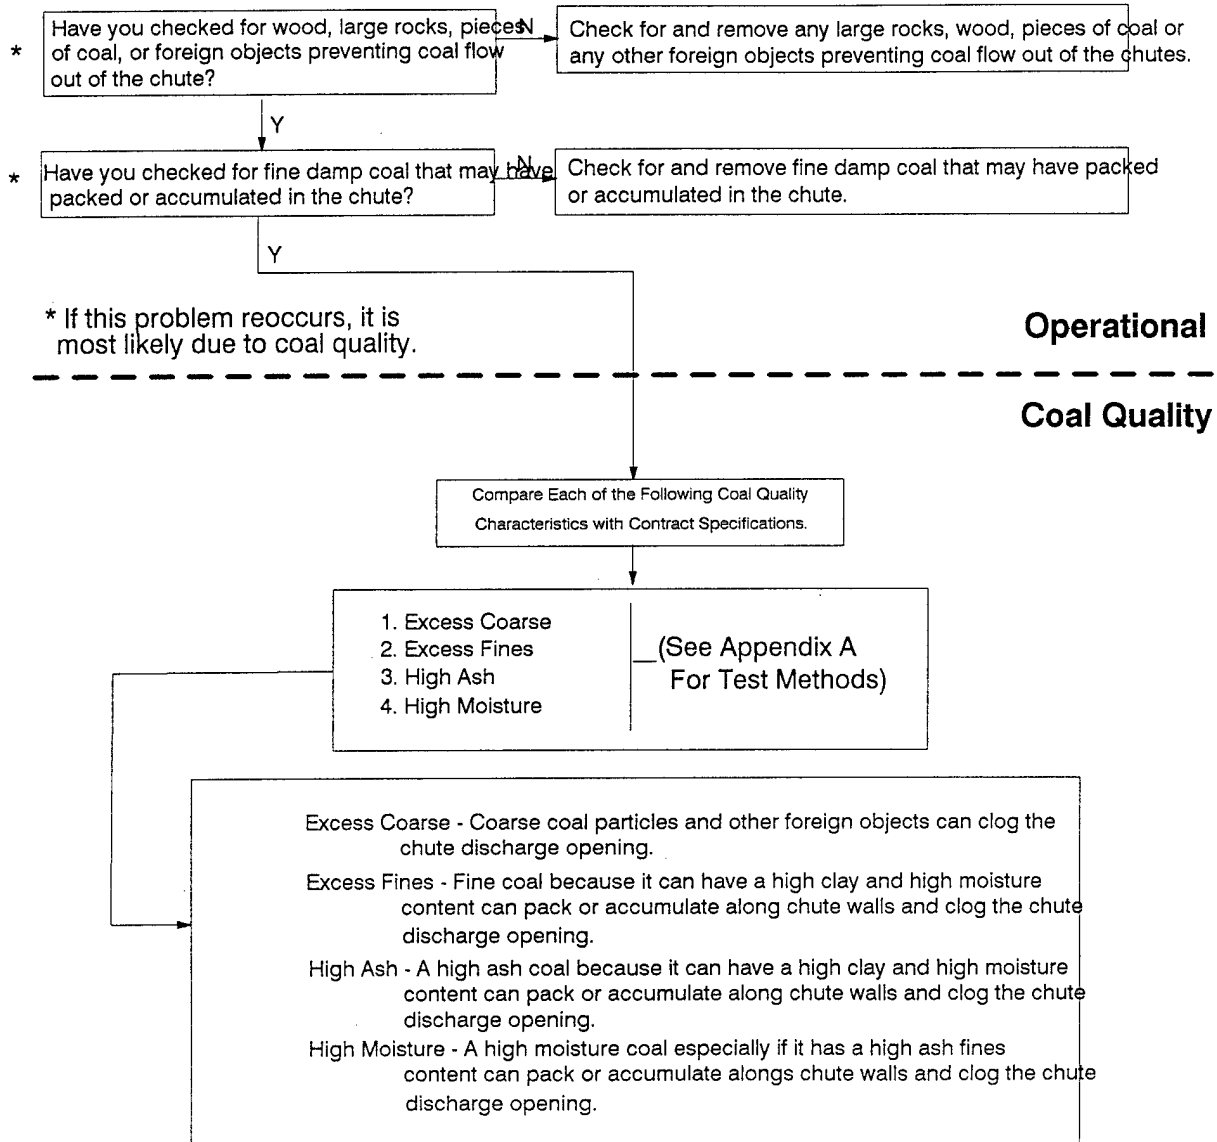 * Have you checked for wood, large rocks, pieces
of coal, or foreign objects preventing coal flow
out of the chute?
N
Check for and remove any large rocks, wood, pieces of coal or
any other foreign objects preventing coal flow out of the chutes.
Y
* Have you checked for fine damp coal that may have
packed or accumulated in the chute?
N
Check for and remove fine damp coal that may have packed
or accumulated in the chute.
Y
* If this problem reoccurs, it is
most likely due to coal quality.
Operational
Coal Quality
Compare Each of the Following Coal Quality
Characteristics with Contract Specifications.
1. Excess Coarse
2. Excess Fines
3. High Ash
4. High Moisture
(See Appendix A
For Test Methods)
Excess Coarse - Coarse coal particles and other foreign objects can clog the
chute discharge opening.
Excess Fines - Fine coal because it can have a high clay and high moisture
content can pack or accumulate along chute walls and clog the chute
discharge opening.
High Ash - A high ash coal because it can have a high clay and high moisture
content can pack or accumulate along chute walls and clog the chute
discharge opening.
High Moisture - A high moisture coal especially if it has a high ash fines
content can pack or accumulate alongs chute walls and clog the chute
discharge opening.